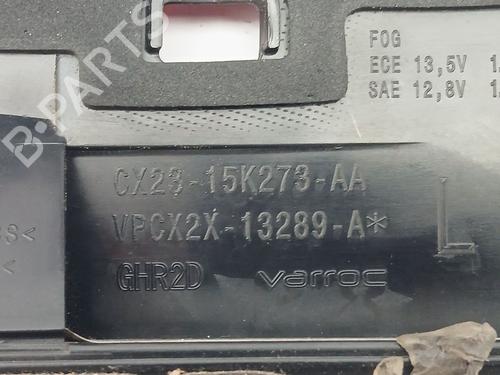 B-PARTS
FOG
ECE 13,5V
SAE 12,8V
CX23-15K273-AA
VPCX2X-13289-A*
L
GHR2D varroc